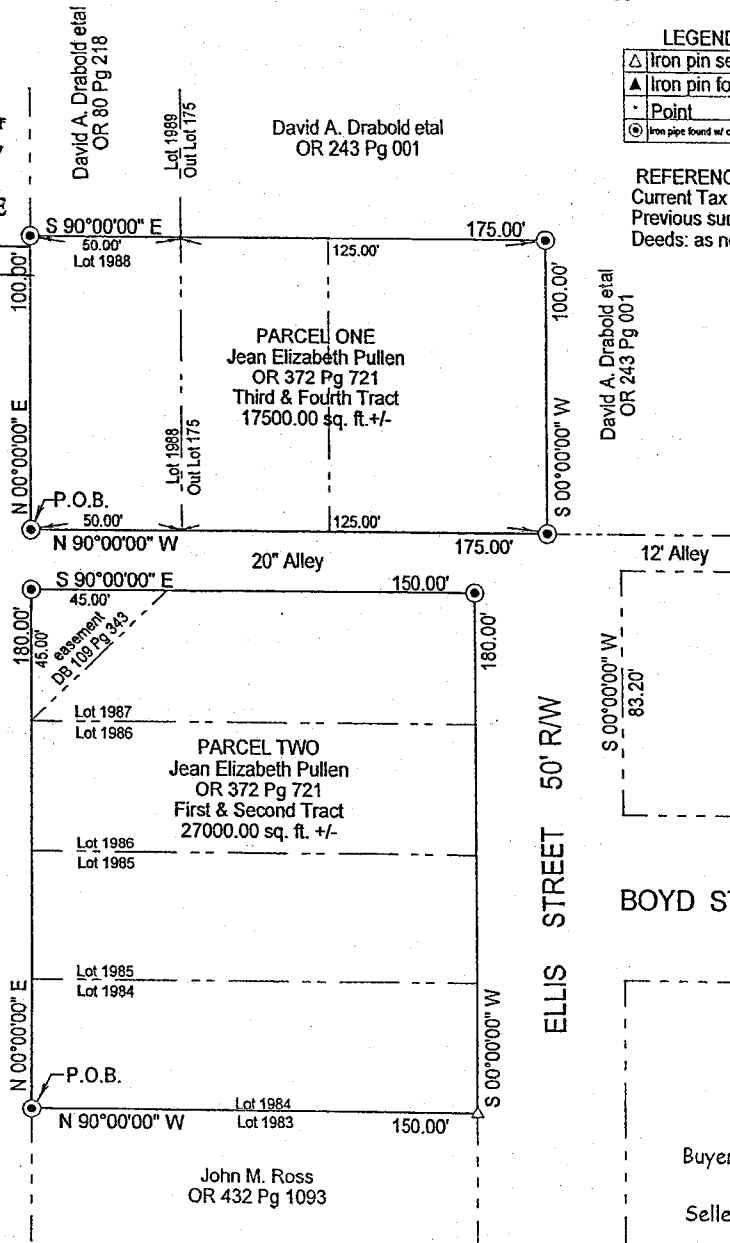 David A. Drabold etal
OR 80 Pg 218
Lot 1989
Out Lot 175
David A. Drabold etal
OR 243 Pg 001
LEGEND
Iron pin se
Iron pin fo
Point
Iron pipe found w/ c
REFERENC
Current Tax
Previous sur
Deeds: as no
E
S 90°00'00" E
175.00'
50.00'
Lot 1988
125.00'
100.00'
N 00°00'00" E
PARCEL ONE
Jean Elizabeth Pullen
OR 372 Pg 721
Third & Fourth Tract
17500.00 sq. ft.+/-
100.00'
S 00°00'00" W
David A. Drabold etal
OR 243 Pg 001
Lot 1988
Out Lot 175
P.O.B.
50.00'
125.00'
N 90°00'00" W
175.00'
20" Alley
12' Alley
S 90°00'00" E
150.00'
45.00'
180.00'
45.00'
easement
DB 109 Pg 343
180.00'
S 00°00'00" W
83.20'
Lot 1987
Lot 1986
PARCEL TWO
Jean Elizabeth Pullen
OR 372 Pg 721
First & Second Tract
27000.00 sq. ft. +/-
ELLIS STREET 50' R/W
Lot 1986
Lot 1985
BOYD ST
Lot 1985
Lot 1984
N 00°00'00" E
S 00°00'00" W
P.O.B.
Lot 1984
N 90°00'00" W
Lot 1983
150.00'
John M. Ross
OR 432 Pg 1093
Buyer
Selle